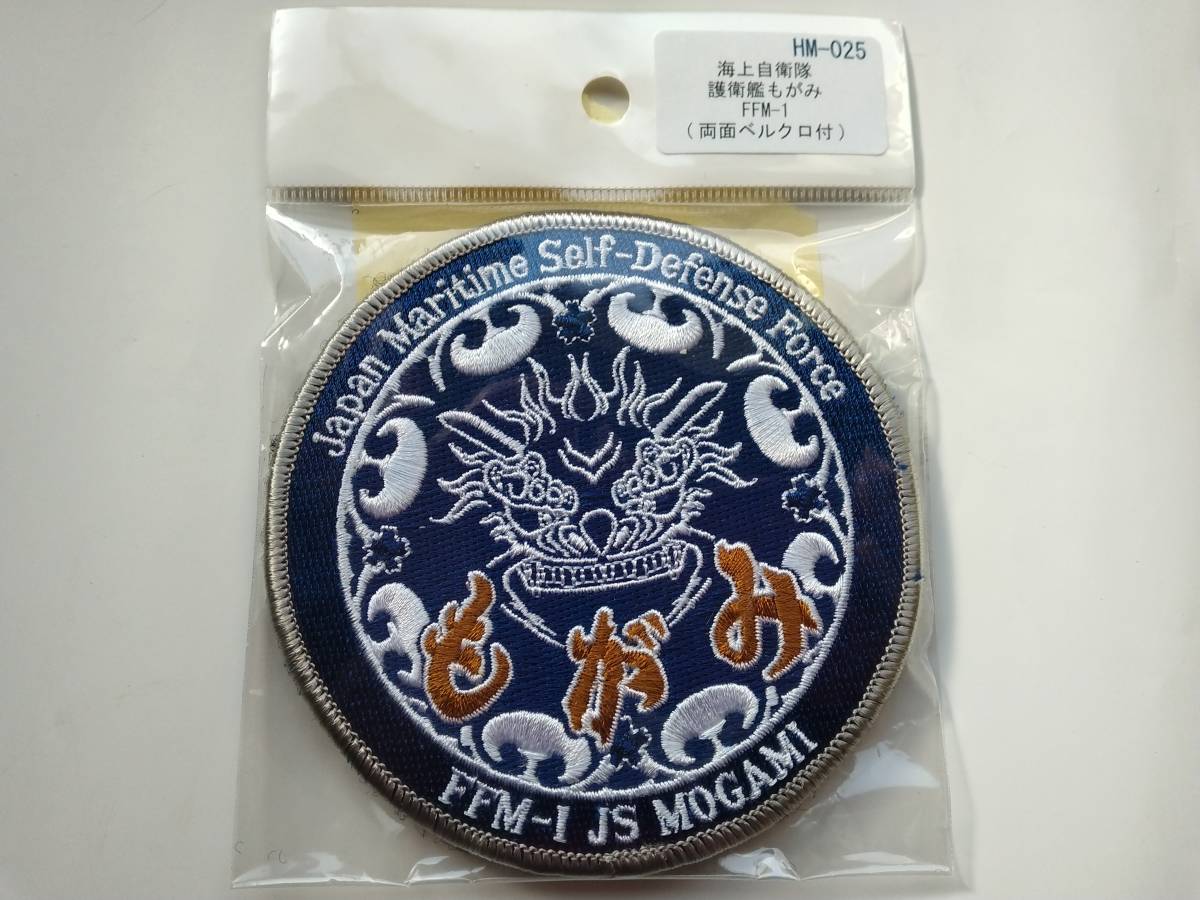 HM-025
海上自衛隊
護衛艦もがみ
FFM-1
(両面ベルクロ付)
Japan Maritime Self-Defense Force
もがみ
FFM-1 JS MOGAMI